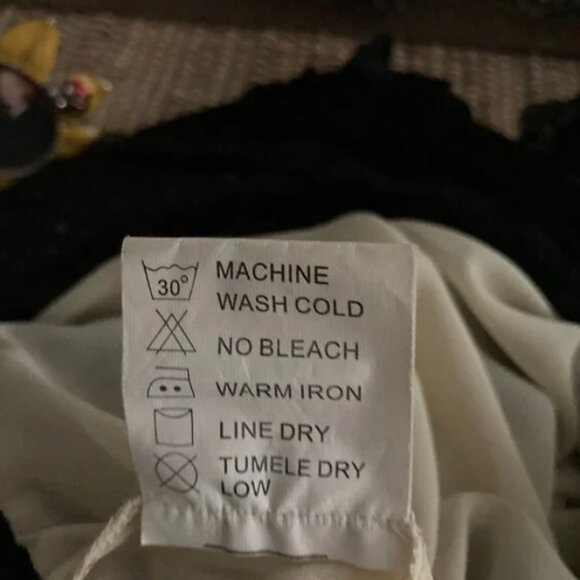 30° MACHINE
WASH COLD
NO BLEACH
WARM IRON
LINE DRY
TUMELE DRY
LOW